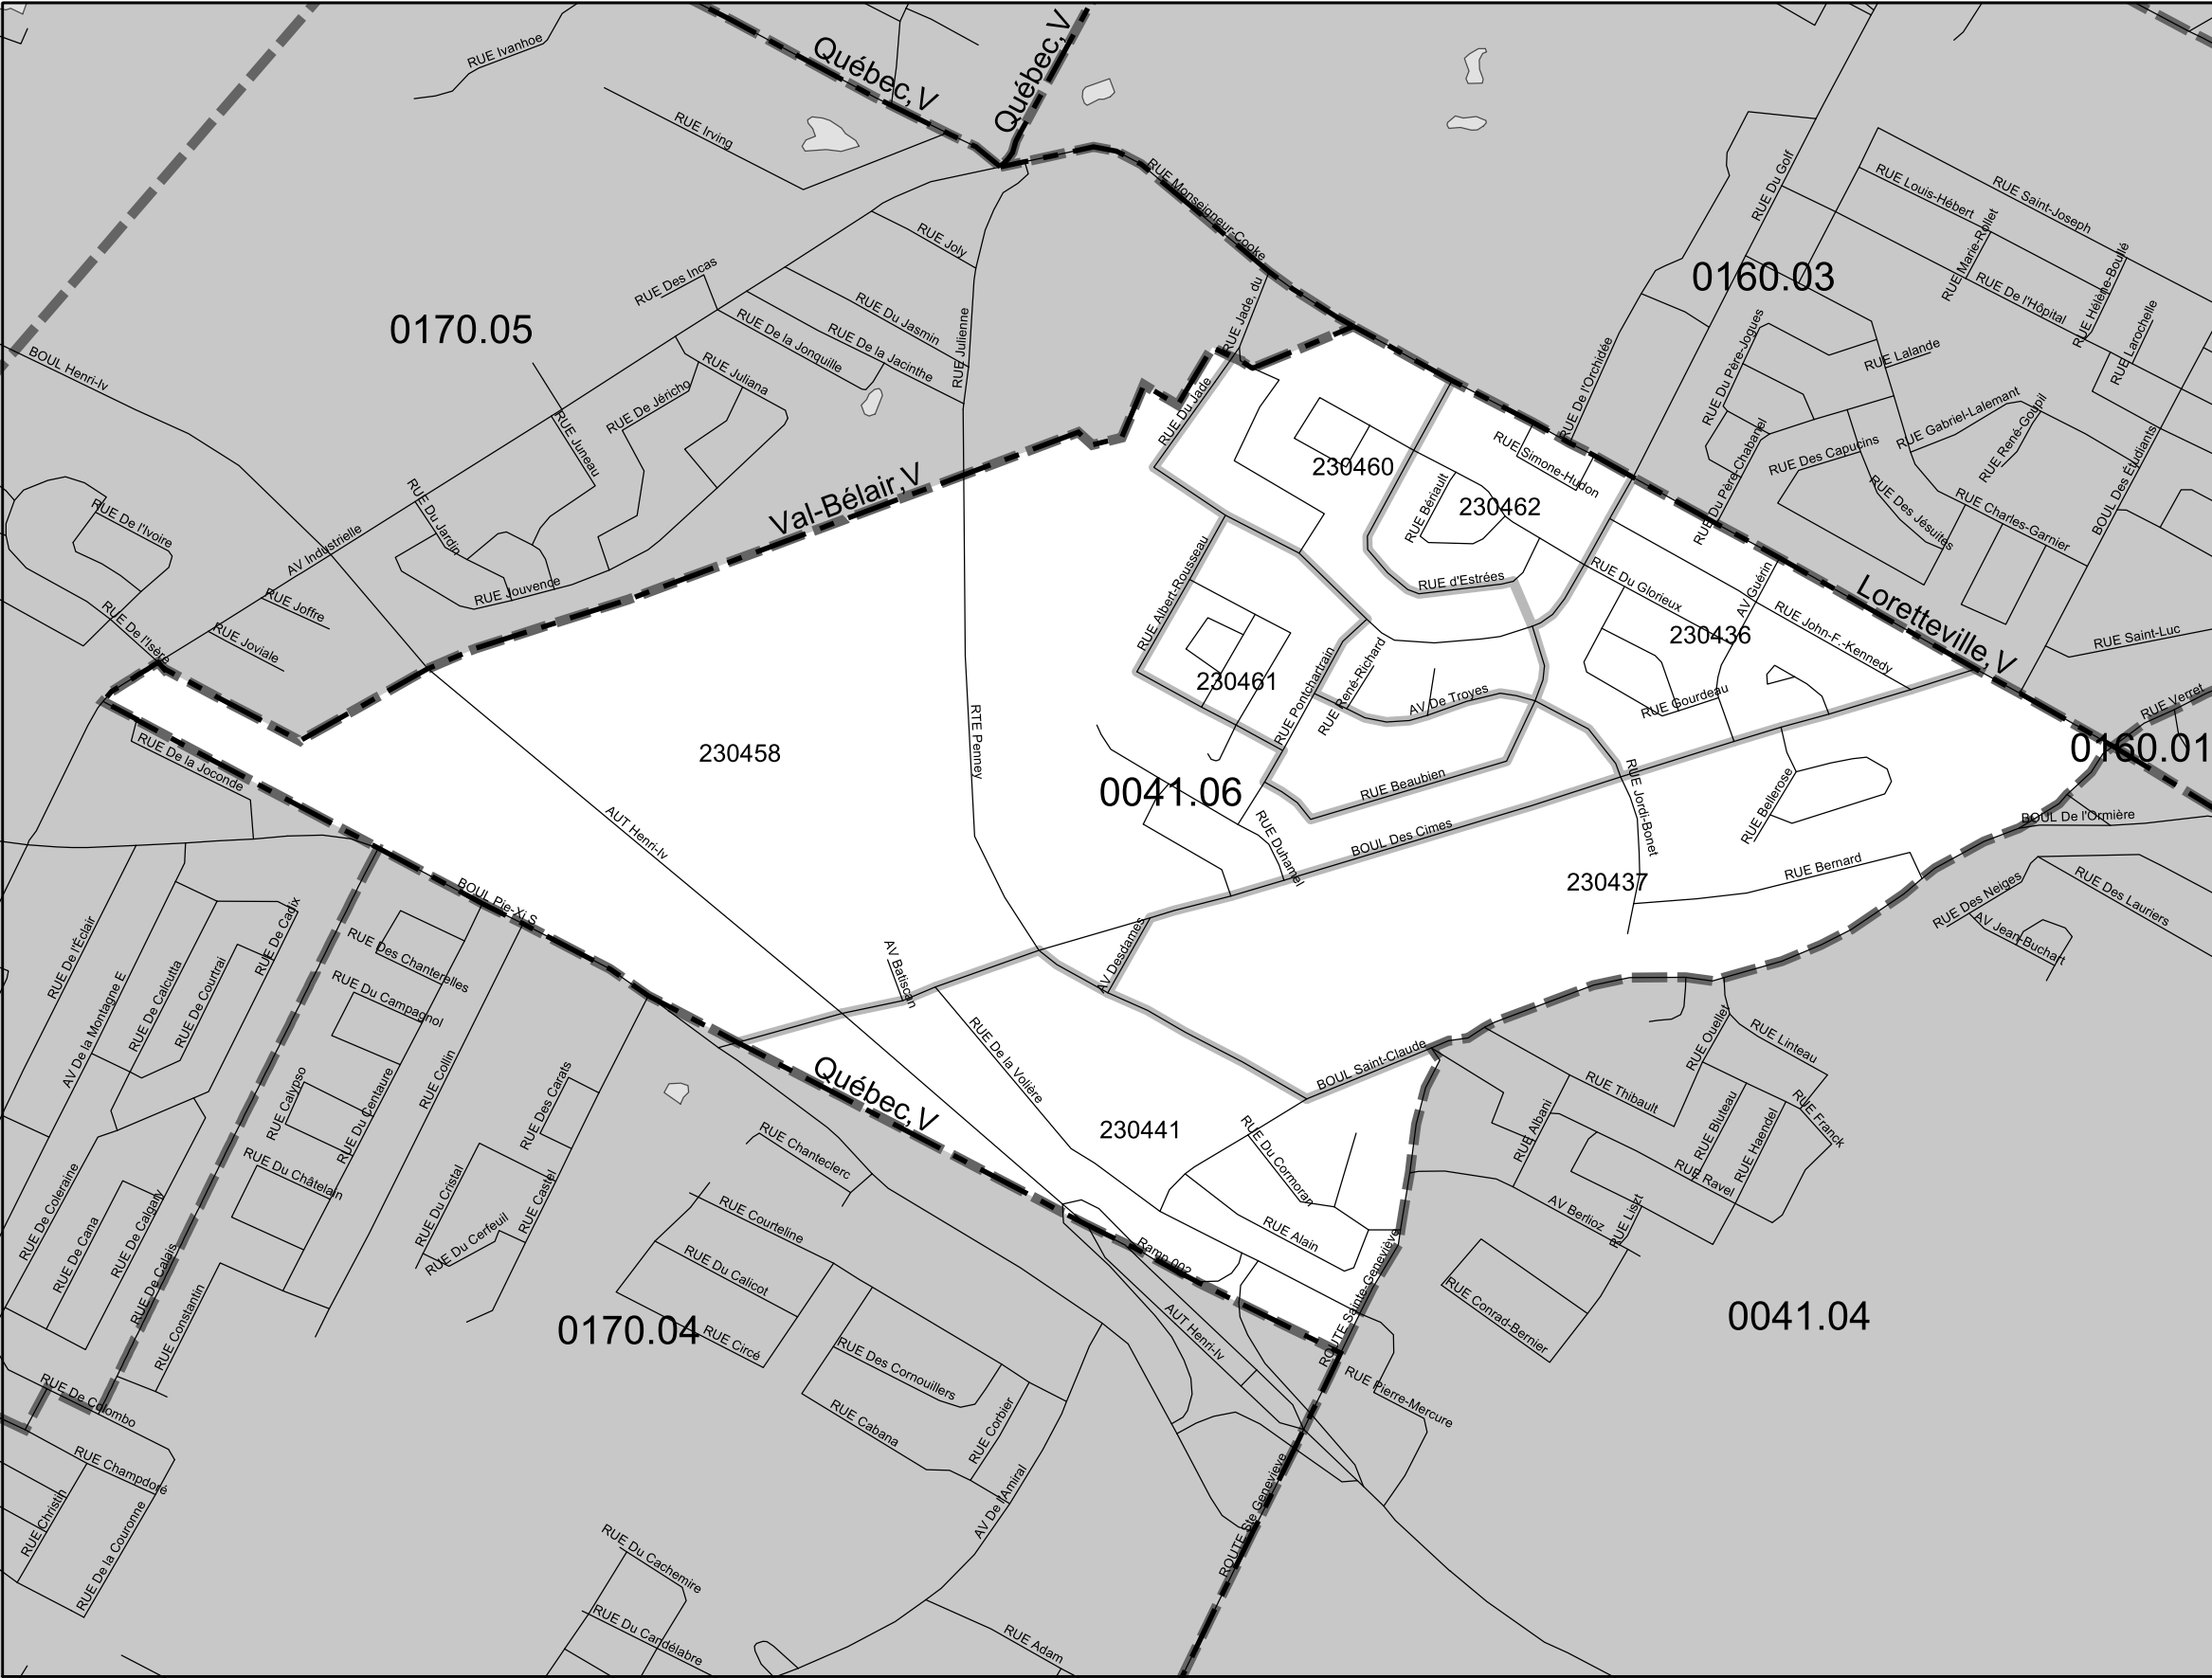 RUE Ivanhoe
Québec,V
Québec,V
RUE Irving
RUE Monseigneur-Cooke
RUE Du Golf
RUE Louis-Hébert
RUE Saint-Joseph
RUE Marie-Rollet
RUE Hélène-Boullé
RUE De l'Hôpital
RUE Larochelle
0160.03
RUE Joly
RUE Des Incas
RUE Du Jasmin
RUE De la Jonquille
RUE De la Jacinthe
RUE Julienne
RUE Jade, du
0170.05
BOUL Henri-Iv
RUE Juliana
RUE De Jéricho
RUE Juneau
RUE Du Jade
RUE De l'Orchidée
RUE Du Père-Jogues
RUE Lalande
RUE Gabriel-Lalemant
RUE René-Goupil
RUE Du Père-Chabanel
RUE Des Capucins
RUE Des Jésuites
RUE Charles-Garnier
BOUL Des Étudiants
Val-Bélair,V
RUE Simone-Hudon
230460
230462
RUE Bériault
RUE De l'Ivoire
AV Industrielle
RUE Du Jardin
RUE Jouvence
RUE Joffre
RUE Joviale
RUE De l'Isère
RUE Albert-Rousseau
RUE d'Estrées
RUE Du Glorieux
AV Guérin
RUE John-F.-Kennedy
230436
Loretteville,V
RUE Saint-Luc
230461
RUE Pontchartrain
RUE René-Richard
AV De Troyes
RUE Gourdeau
RUE Verret
0160.01
RUE De la Joconde
230458
RTE Penney
0041.06
RUE Beaubien
RUE Jordi-Bonet
RUE Bellerose
BOUL De l'Ormière
AUT Henri-Iv
RUE Duhamel
BOUL Des Cimes
230437
RUE Bernard
RUE Des Neiges
RUE Des Lauriers
AV Jean-Buchart
BOUL Pie-Xi S
RUE De l'Éclair
AV De la Montagne E
RUE De Calcutta
RUE De Courtrai
RUE De Cadix
RUE Des Chanterelles
RUE Du Campagnol
AV Batiscan
AV Desdames
RUE De la Volière
BOUL Saint-Claude
RUE Ouellet
RUE Linteau
RUE Thibault
RUE Albani
RUE Bluteau
RUE Haendel
RUE Franck
RUE Ravel
RUE Calypso
RUE Du Centaure
RUE Collin
RUE Des Carats
Québec,V
230441
RUE Du Cormoran
RUE Chanteclerc
RUE Du Châtelain
RUE Du Cristal
RUE Castel
RUE Du Cerfeuil
RUE De Coleraine
RUE De Cana
RUE De Calgary
RUE De Calais
RUE Constantin
RUE Courteline
RUE Du Calicot
RUE Circé
0170.04
RUE Alain
Ramp 002
AUT Henri-Iv
ROUTE Sainte-Geneviève
AV Berlioz
RUE Liszt
RUE Conrad-Bernier
0041.04
RUE Pierre-Mercure
RUE De Colombo
RUE Champdoré
RUE Christin
RUE De la Couronne
RUE Des Cornouillers
RUE Cabana
RUE Corbier
AV De l'Amiral
ROUTE Ste Genevieve
RUE Du Cachemire
RUE Du Candélabre
RUE Adam